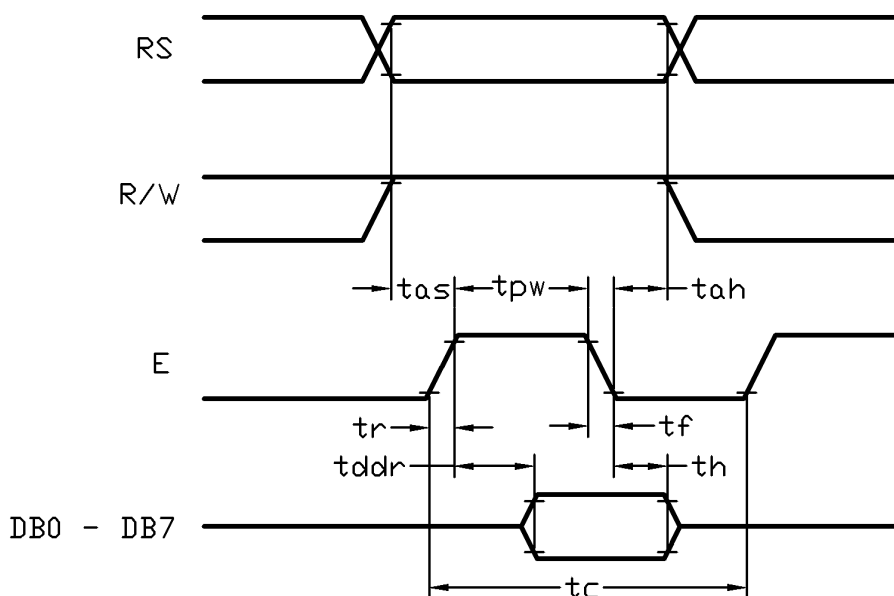 RS
R/W
tas tpw tah
E
tr tf
tddr th
DB0 - DB7
tc